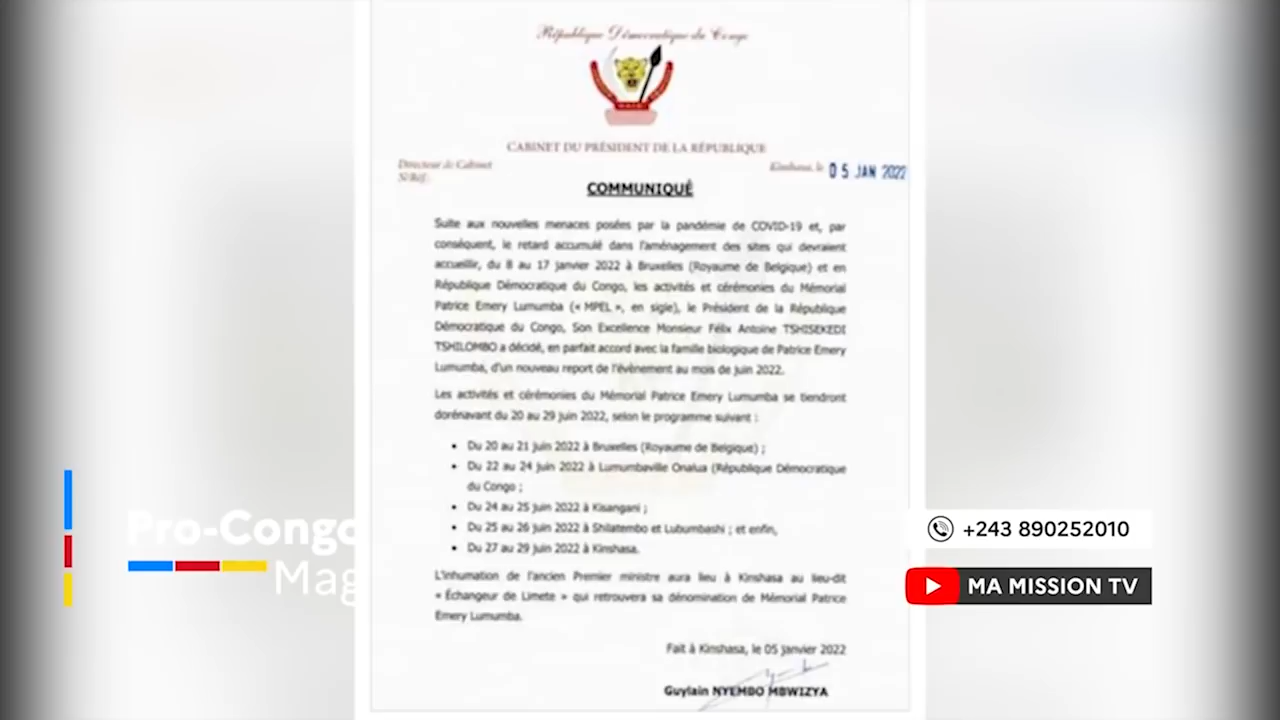 République Démocratique du Congo
CABINET DU PRÉSIDENT DE LA RÉPUBLIQUE
Directeur de Cabinet
N/Réf.:
Kinshasa, le 05 JAN 2022
COMMUNIQUÉ
Suite aux nouvelles menaces posées par la pandémie de COVID-19 et, par
conséquent, le retard accumulé dans l'aménagement des sites qui devraient
accueillir, du 8 au 17 janvier 2022 à Bruxelles (Royaume de Belgique) et en
République Démocratique du Congo, les activités et cérémonies du Mémorial
Patrice Emery Lumumba (« MPEL », en sigle), le Président de la République
Démocratique du Congo, Son Excellence Monsieur Félix Antoine TSHISEKEDI
TSHILOMBO a décidé, en parfait accord avec la famille biologique de Patrice Emery
Lumumba, d'un nouveau report de l'évènement au mois de juin 2022.
Les activités et cérémonies du Mémorial Patrice Emery Lumumba se tiendront
dorénavant du 20 au 29 juin 2022, selon le programme suivant :
• Du 20 au 21 juin 2022 à Bruxelles (Royaume de Belgique) ;
• Du 22 au 24 juin 2022 à Lumumbaville Onalua (République Démocratique
du Congo ;
• Du 24 au 25 juin 2022 à Kisangani ;
• Du 25 au 26 juin 2022 à Shilatembo et Lubumbashi ; et enfin,
• Du 27 au 29 juin 2022 à Kinshasa.
L'inhumation de l'ancien Premier ministre aura lieu à Kinshasa au lieu-dit
« Échangeur de Limete » qui retrouvera sa dénomination de Mémorial Patrice
Emery Lumumba.
Fait à Kinshasa, le 05 janvier 2022
Guylain NYEMBO MBWIZYA
Pro-Congo
Mag
+243 890252010
MA MISSION TV